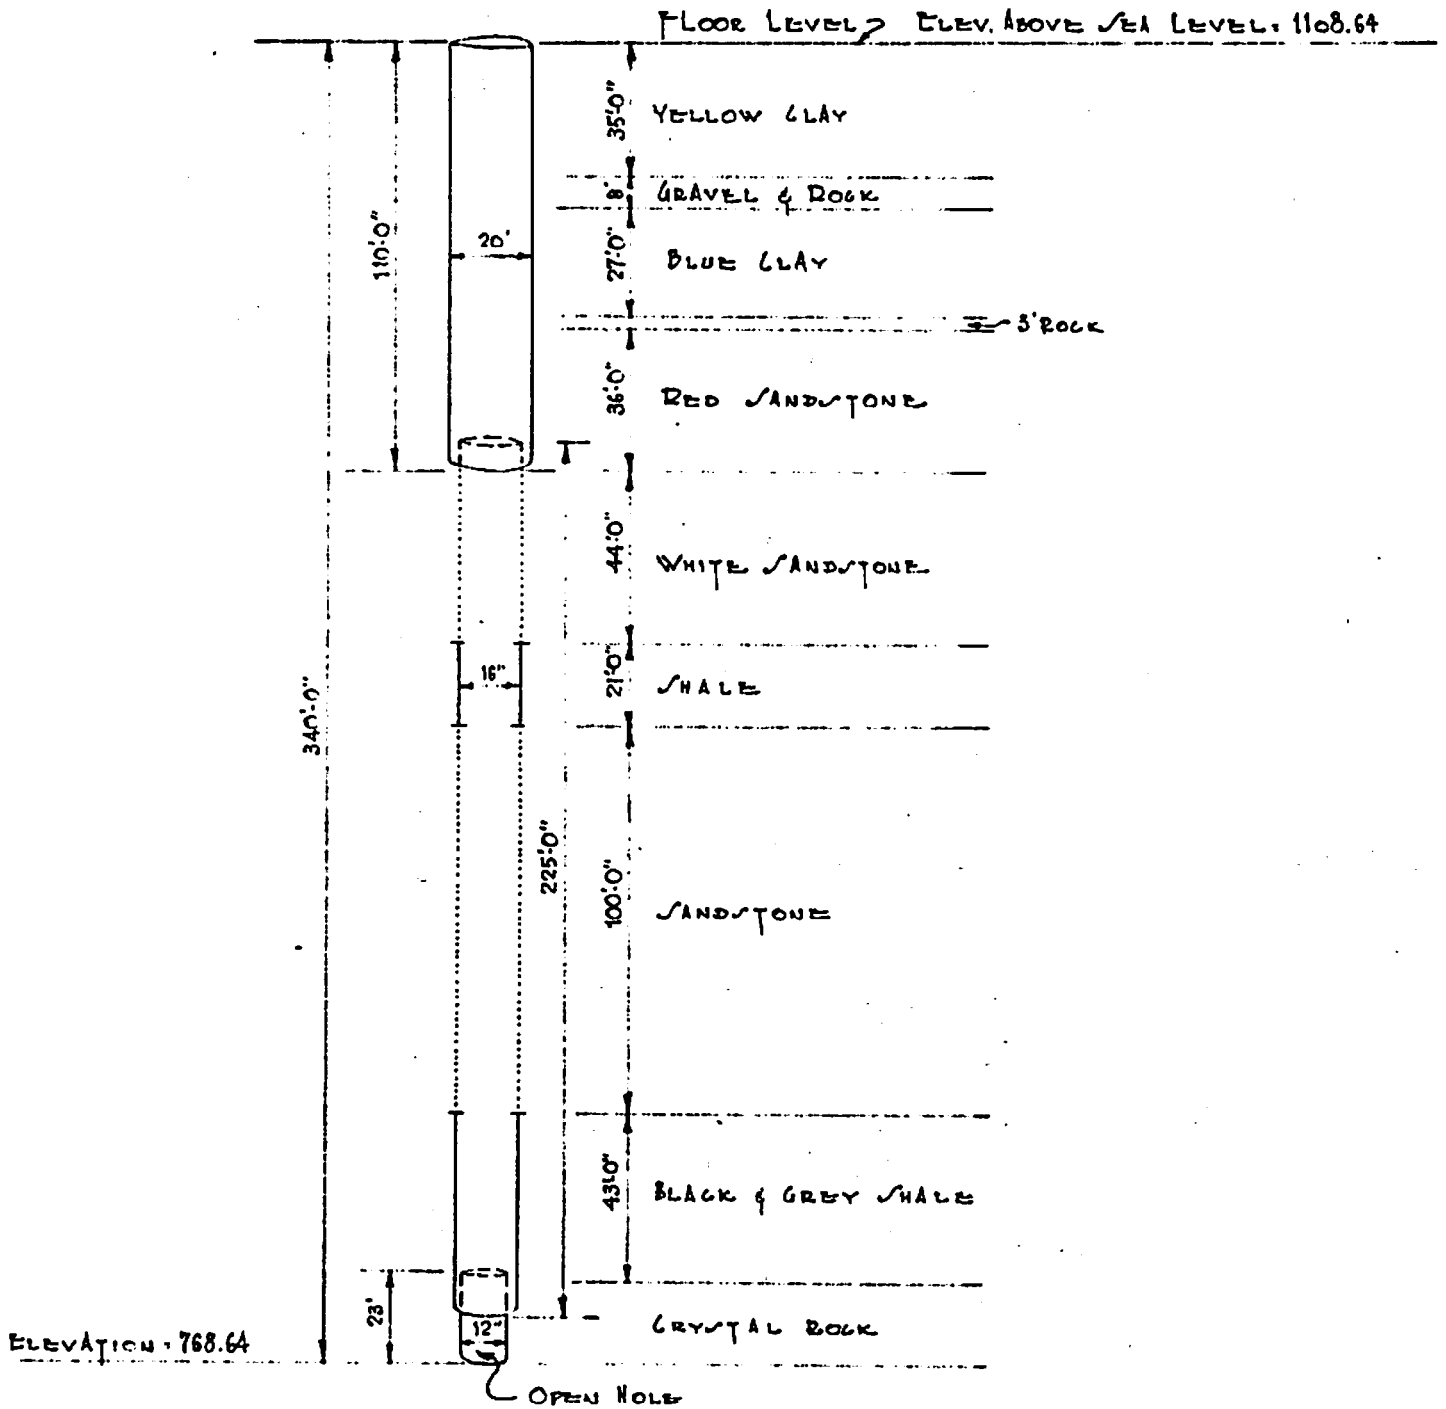 FLOOR LEVEL ELEV. ABOVE SEA LEVEL: 1108.64
35'-0" YELLOW CLAY
8' GRAVEL & ROCK
110'-0"
20'
27'-0" BLUE CLAY
3' ROCK
36'-0" RED SANDSTONE
44'-0" WHITE SANDSTONE
16"
21'-0" SHALE
340'-0"
225'-0"
100'-0" SANDSTONE
43'-0" BLACK & GREY SHALE
23'
12"
CRYSTAL ROCK
ELEVATION: 768.64
OPEN HOLE